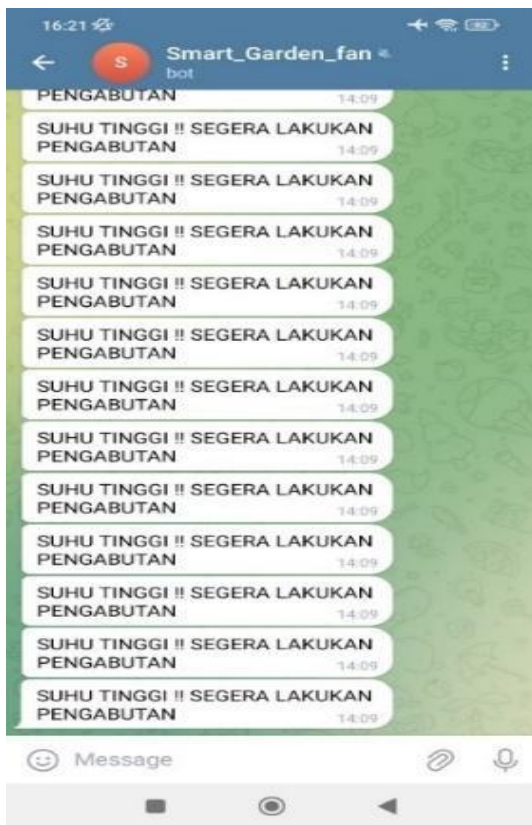 16:21
82
S
Smart_Garden_fan
bot
PENGABUTAN
14:09
SUHU TINGGI !! SEGERA LAKUKAN
PENGABUTAN
14:09
SUHU TINGGI !! SEGERA LAKUKAN
PENGABUTAN
14:09
SUHU TINGGI !! SEGERA LAKUKAN
PENGABUTAN
14:09
SUHU TINGGI !! SEGERA LAKUKAN
PENGABUTAN
14:09
SUHU TINGGI !! SEGERA LAKUKAN
PENGABUTAN
14:09
SUHU TINGGI !! SEGERA LAKUKAN
PENGABUTAN
14:09
SUHU TINGGI !! SEGERA LAKUKAN
PENGABUTAN
14:09
SUHU TINGGI !! SEGERA LAKUKAN
PENGABUTAN
14:09
SUHU TINGGI !! SEGERA LAKUKAN
PENGABUTAN
14:09
SUHU TINGGI !! SEGERA LAKUKAN
PENGABUTAN
14:09
SUHU TINGGI !! SEGERA LAKUKAN
PENGABUTAN
14:09
SUHU TINGGI !! SEGERA LAKUKAN
PENGABUTAN
14:09
Message